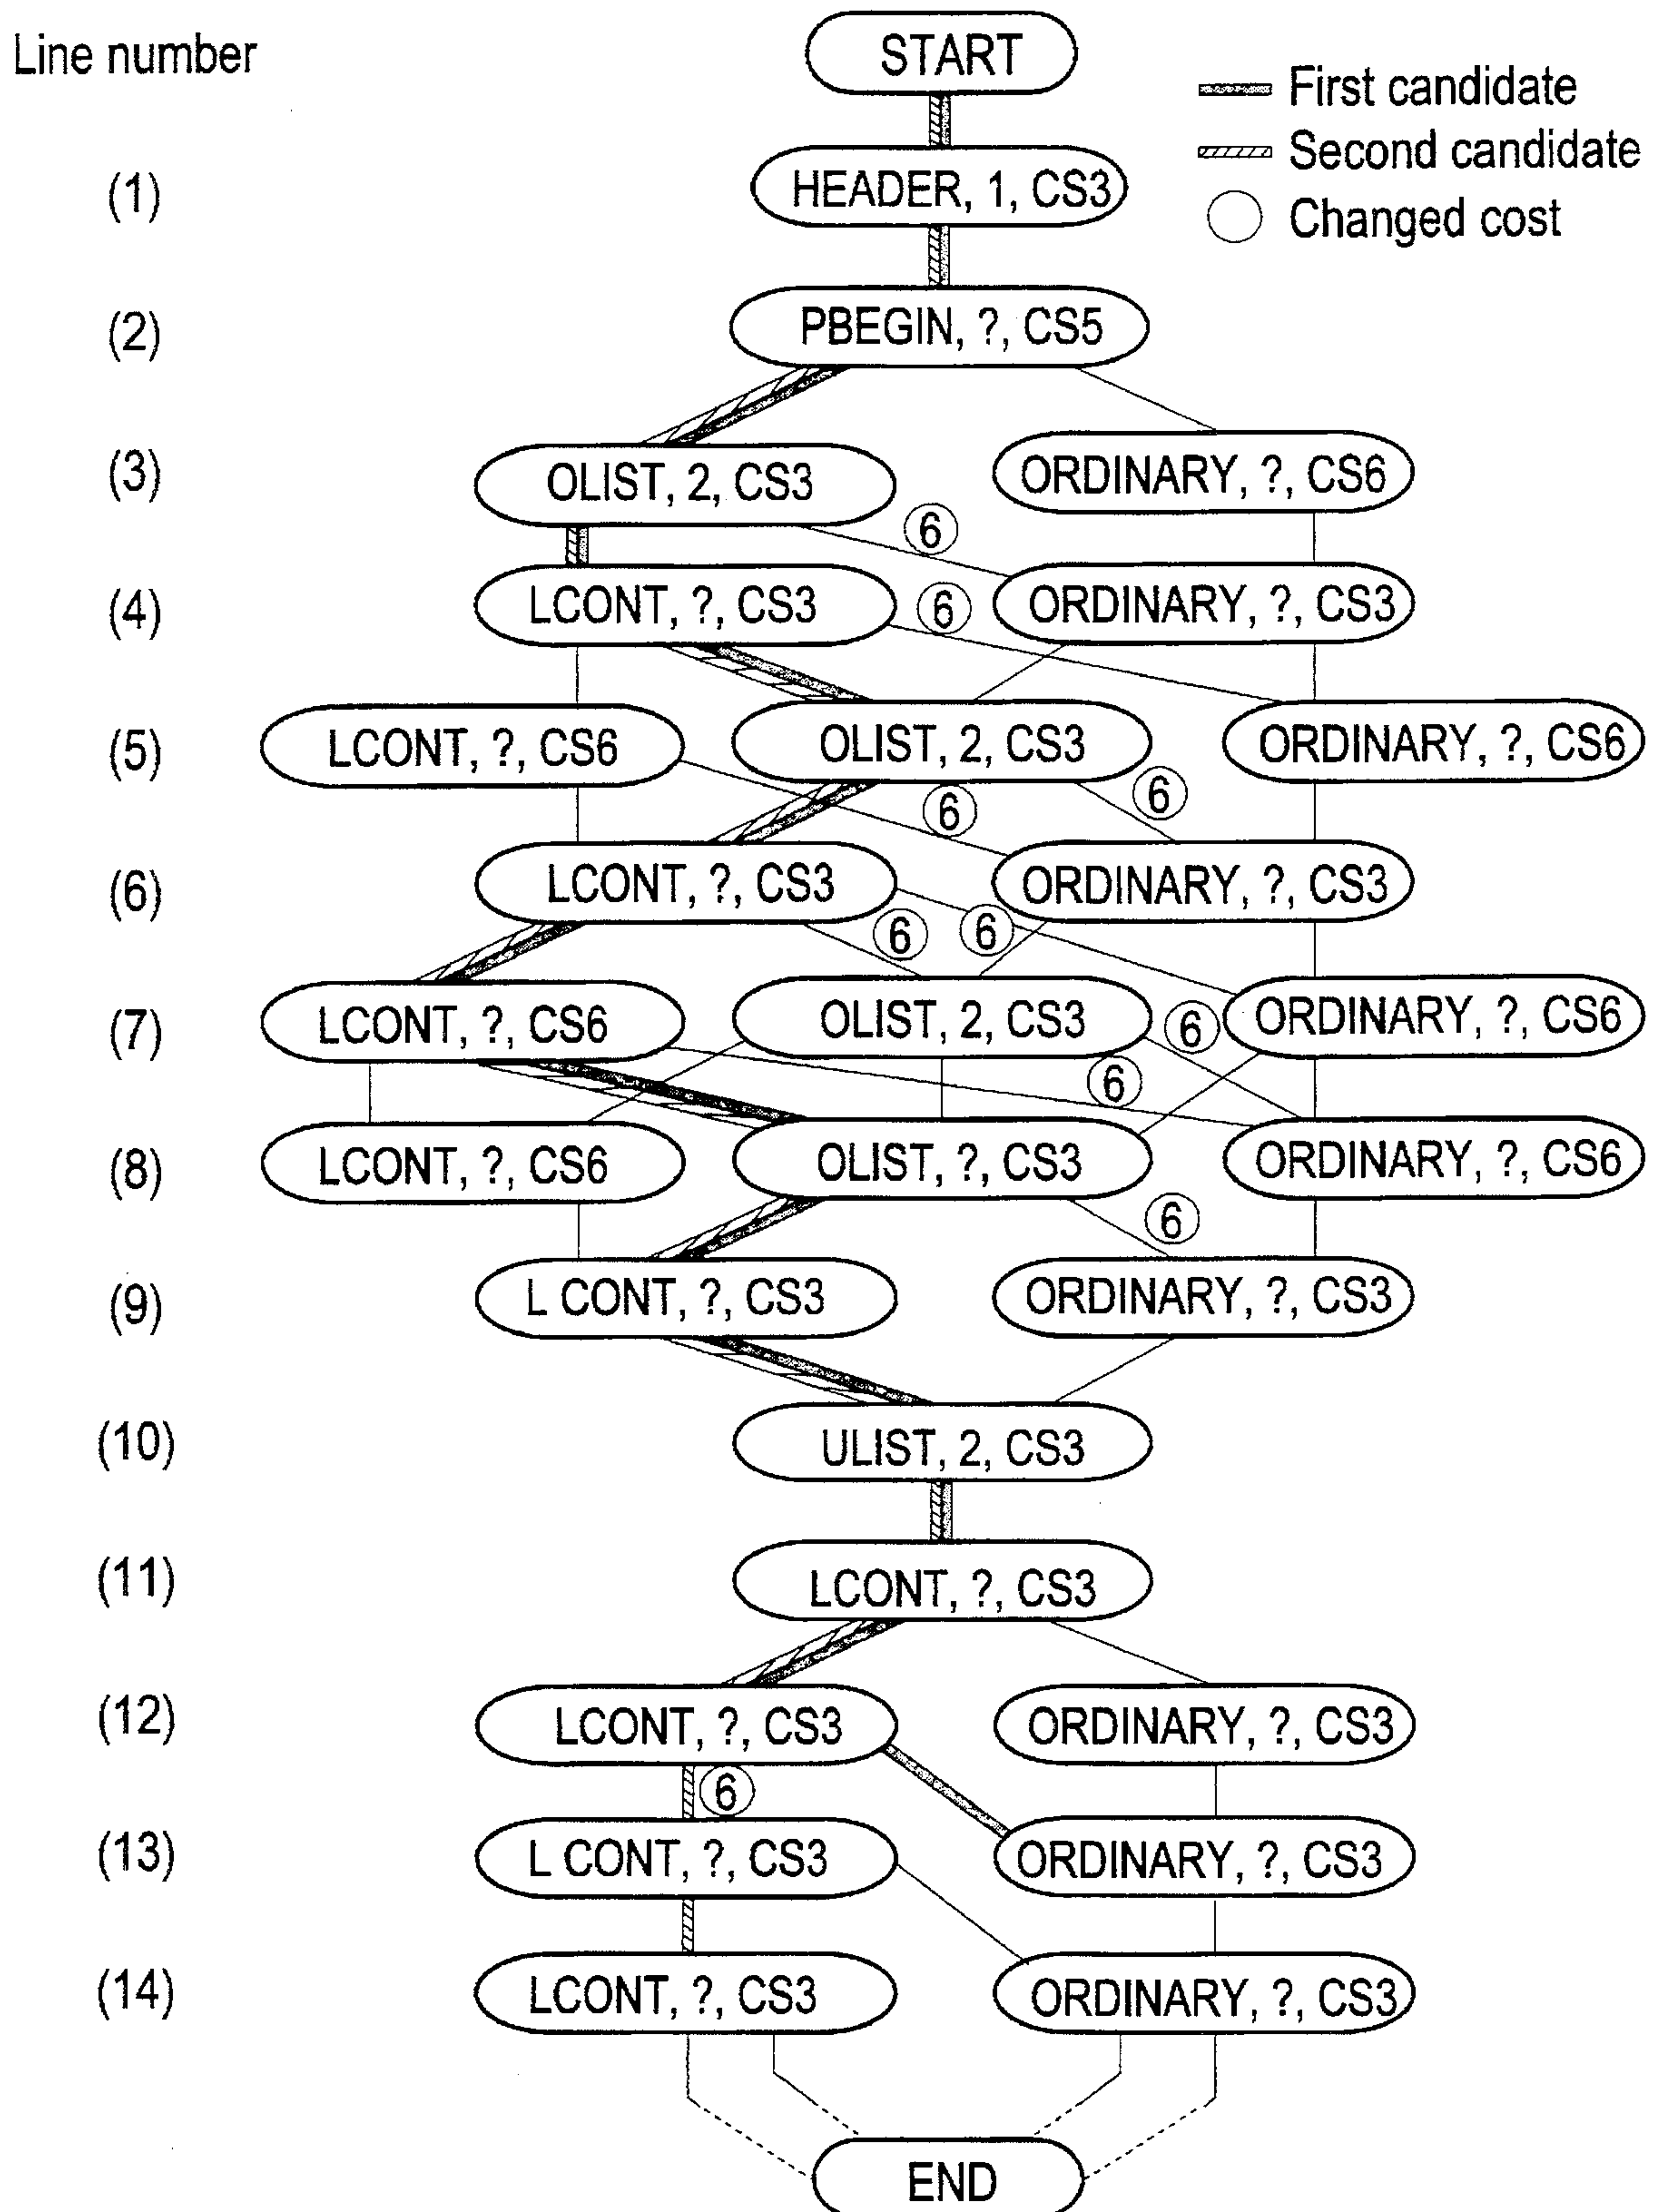 Line number
START
First candidate
Second candidate
Changed cost
(1)
HEADER, 1, CS3
(2)
PBEGIN, ?, CS5
(3)
OLIST, 2, CS3
ORDINARY, ?, CS6
6
(4)
LCONT, ?, CS3
6
ORDINARY, ?, CS3
(5)
LCONT, ?, CS6
OLIST, 2, CS3
ORDINARY, ?, CS6
6
6
(6)
LCONT, ?, CS3
ORDINARY, ?, CS3
6
6
(7)
LCONT, ?, CS6
OLIST, 2, CS3
6
ORDINARY, ?, CS6
6
(8)
LCONT, ?, CS6
OLIST, ?, CS3
ORDINARY, ?, CS6
6
(9)
L CONT, ?, CS3
ORDINARY, ?, CS3
(10)
ULIST, 2, CS3
(11)
LCONT, ?, CS3
(12)
LCONT, ?, CS3
ORDINARY, ?, CS3
6
(13)
L CONT, ?, CS3
ORDINARY, ?, CS3
(14)
LCONT, ?, CS3
ORDINARY, ?, CS3
END